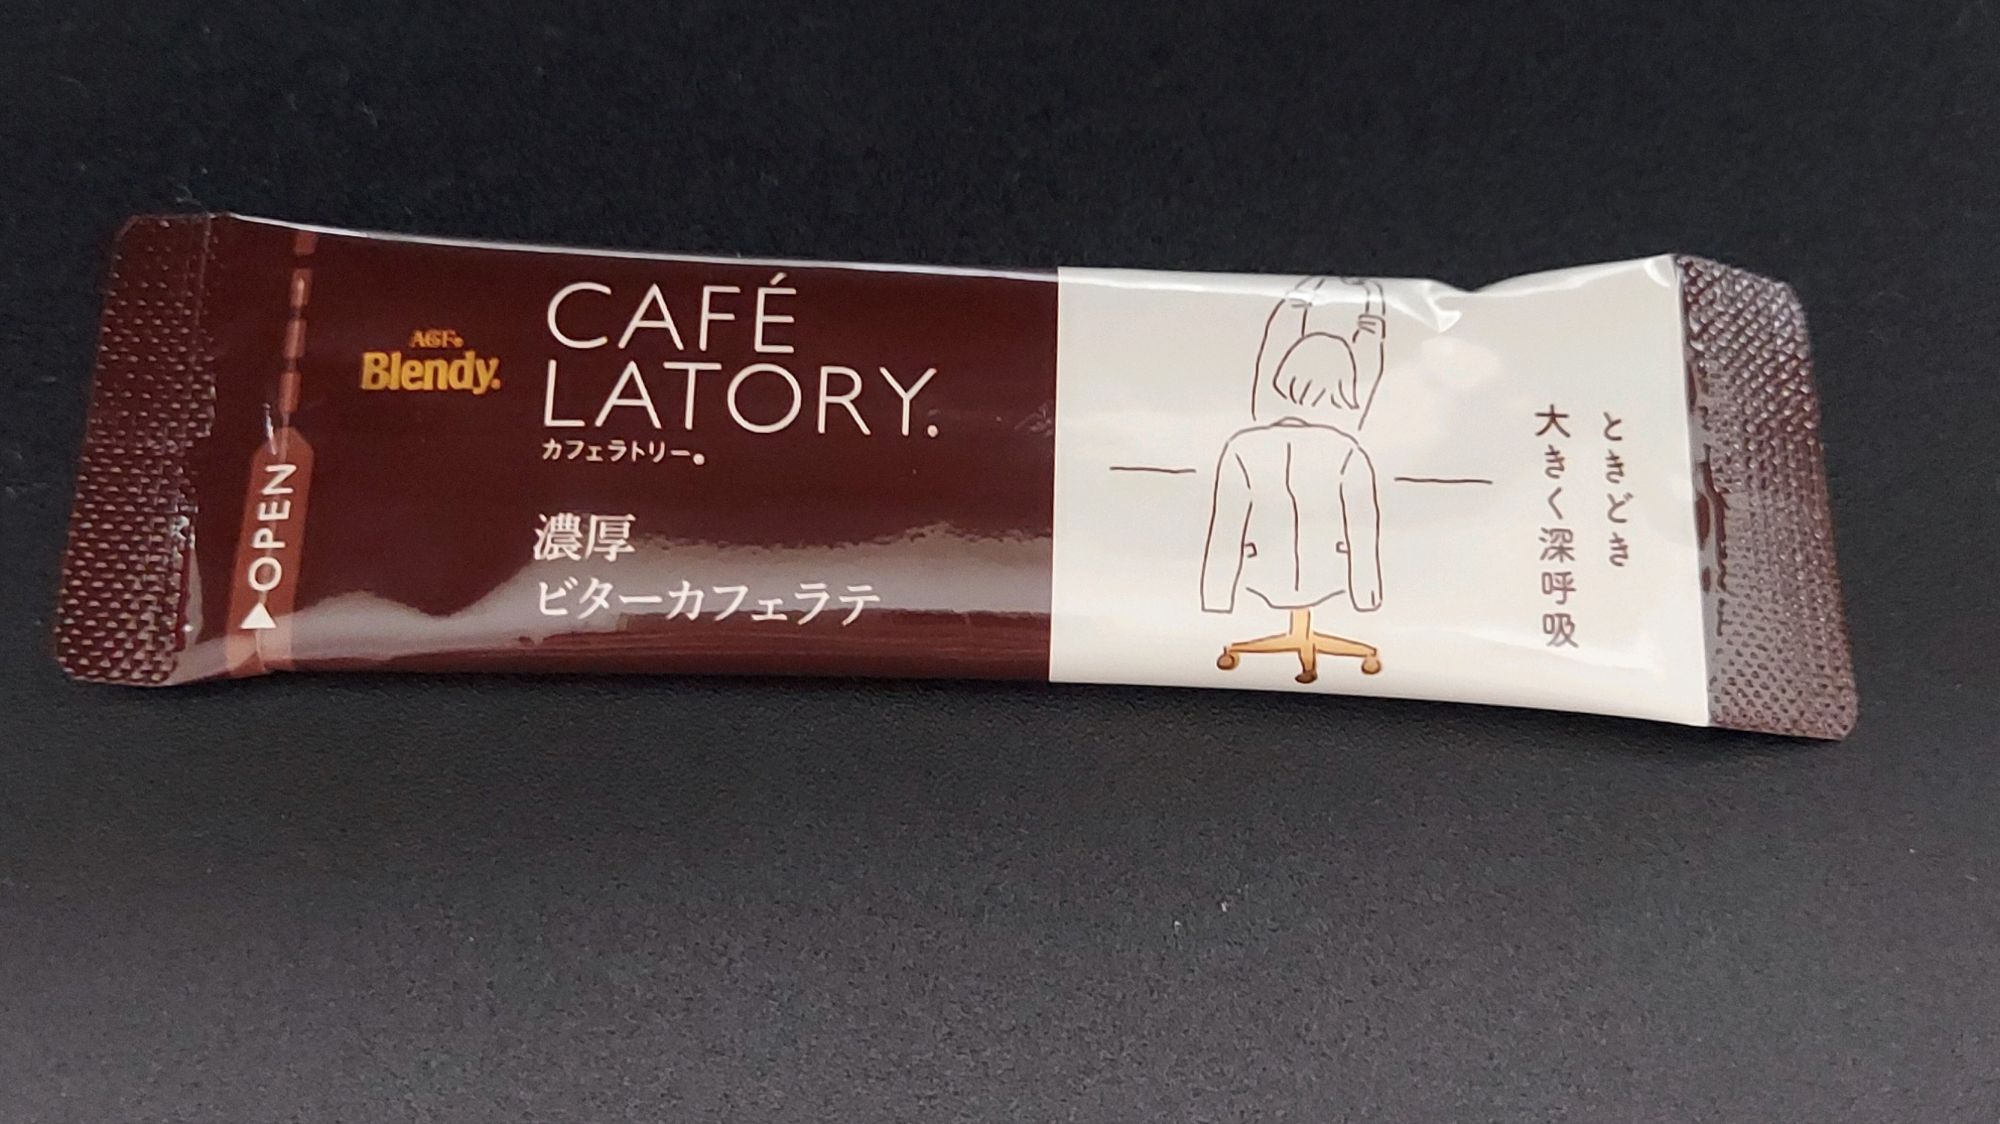 OPEN
AGF
Blendy.
CAFÉ
LATORY.
カフェラトリー。
濃厚
ビターカフェラテ
ときどき
大きく深呼吸